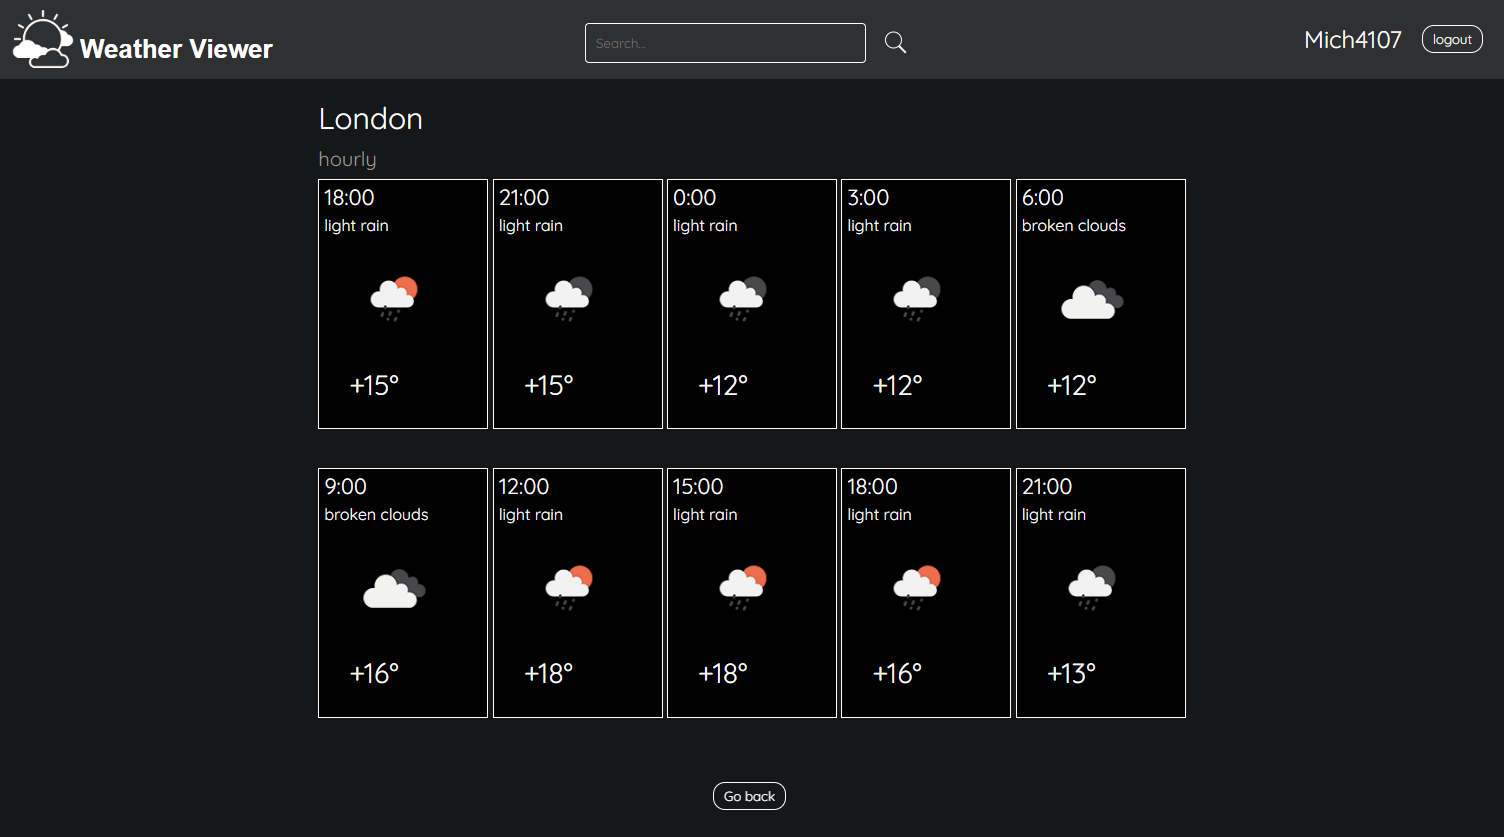 Weather Viewer
Search...
Mich4107
logout
London
hourly
18:00
light rain
+15°
21:00
light rain
+15°
0:00
light rain
+12°
3:00
light rain
+12°
6:00
broken clouds
+12°
9:00
broken clouds
+16°
12:00
light rain
+18°
15:00
light rain
+18°
18:00
light rain
+16°
21:00
light rain
+13°
Go back